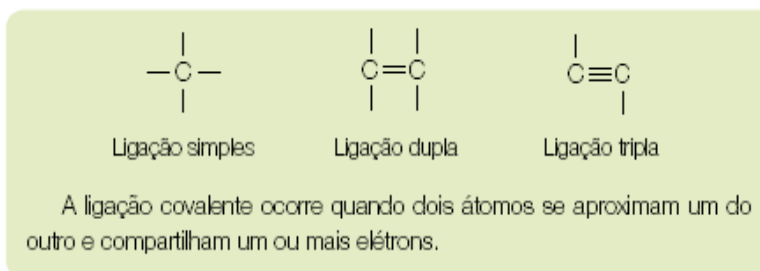 C C=C C≡C
Ligação simples Ligação dupla Ligação tripla
A ligação covalente ocorre quando dois átomos se aproximam um do
outro e compartilham um ou mais elétrons.